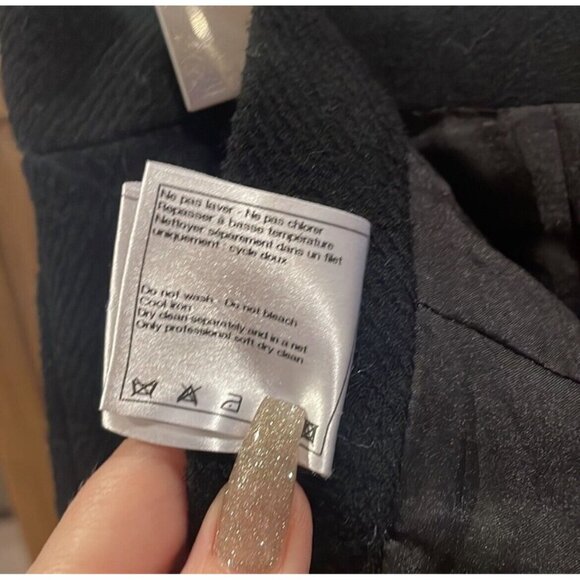 Ne pas laver - Ne pas chlorer
Repasser à basse température
Nettoyer séparément dans un filet
uniquement : cycle doux
Do not wash - Do not bleach
Cool iron
Dry clean separately and in a net
Only professional soft dry clean